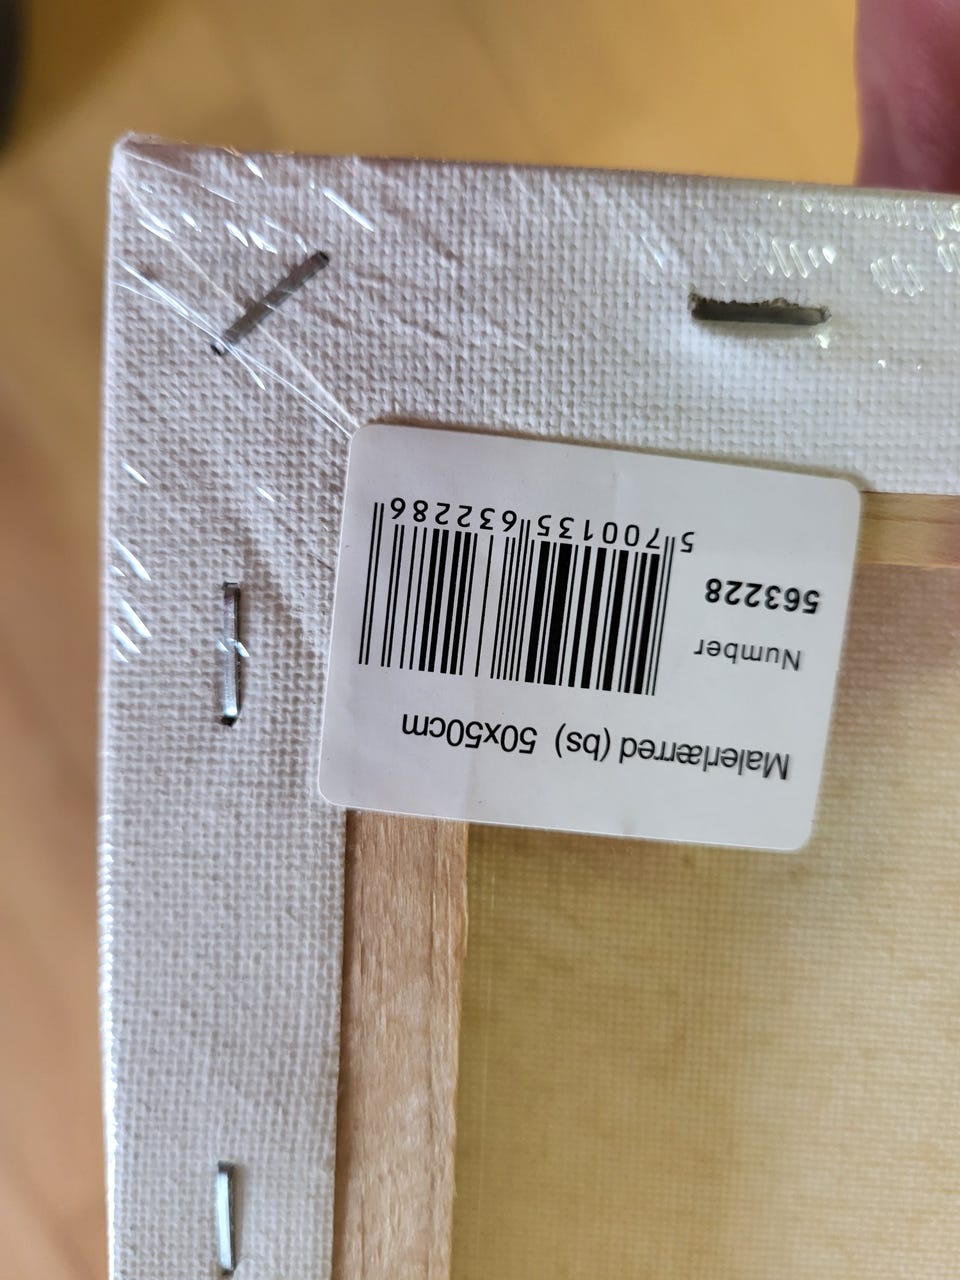 Malerlærred (bs) 50x50cm
Number
563228
5 700135 632286